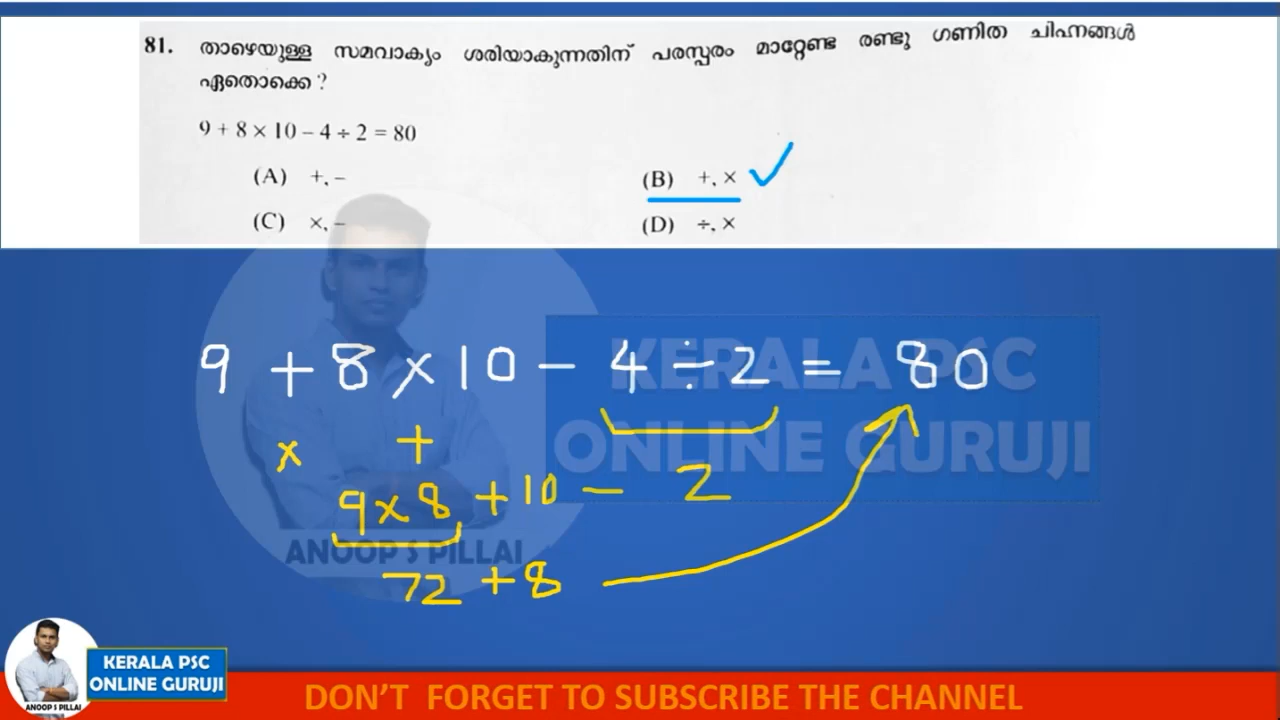 81. താഴെയുള്ള സമവാക്യം ശരിയാകുന്നതിന് പരസ്പരം മാറ്റേണ്ട രണ്ടു ഗണിത ചിഹ്നങ്ങൾ
ഏതൊക്കെ ?
9 + 8 × 10 – 4 ÷ 2 = 80
(A) +, –
(B) +, ×
(C) ×, –
(D) ÷, ×
9 + 8 × 10 – 4 ÷ 2 = 80
× +
9 × 8 + 10 – 2
72 + 8
KERALA PSC
ONLINE GURUJI
ANOOP S PILLAI
KERALA PSC
ONLINE GURUJI
ANOOP S PILLAI
DON'T FORGET TO SUBSCRIBE THE CHANNEL